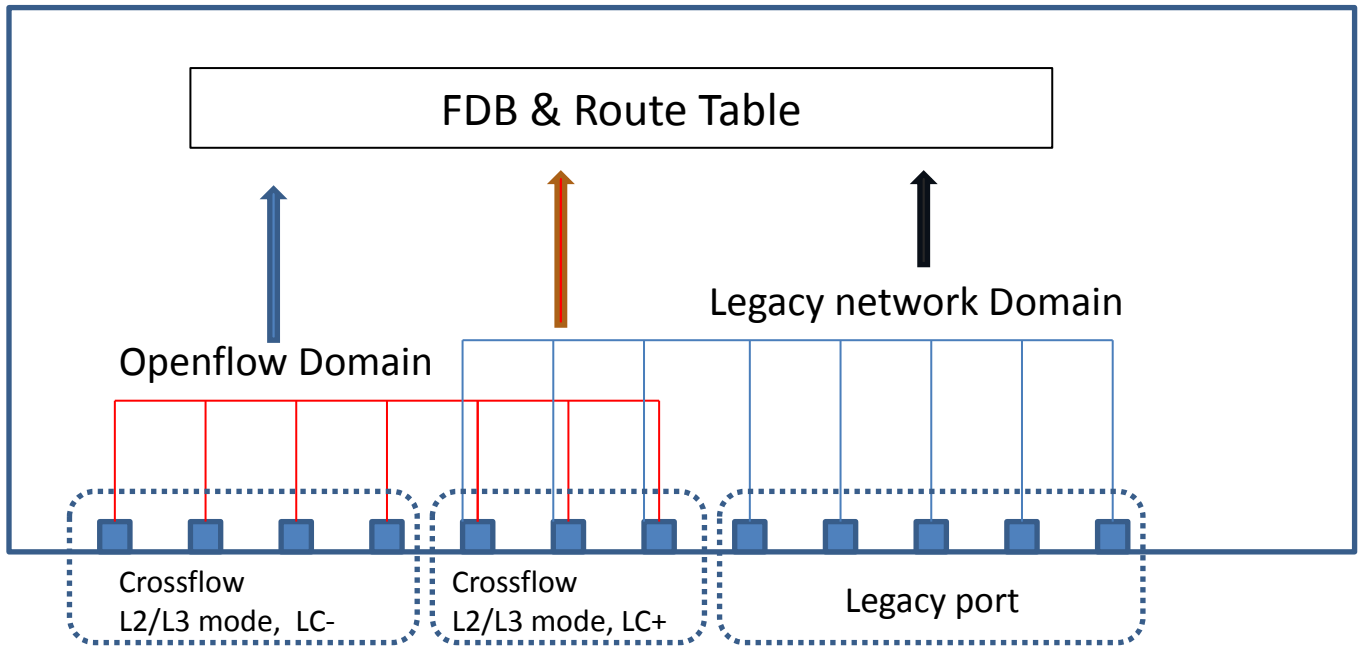 FDB & Route Table
Legacy network Domain
Openflow Domain
Crossflow
L2/L3 mode, LC-
Crossflow
L2/L3 mode, LC+
Legacy port